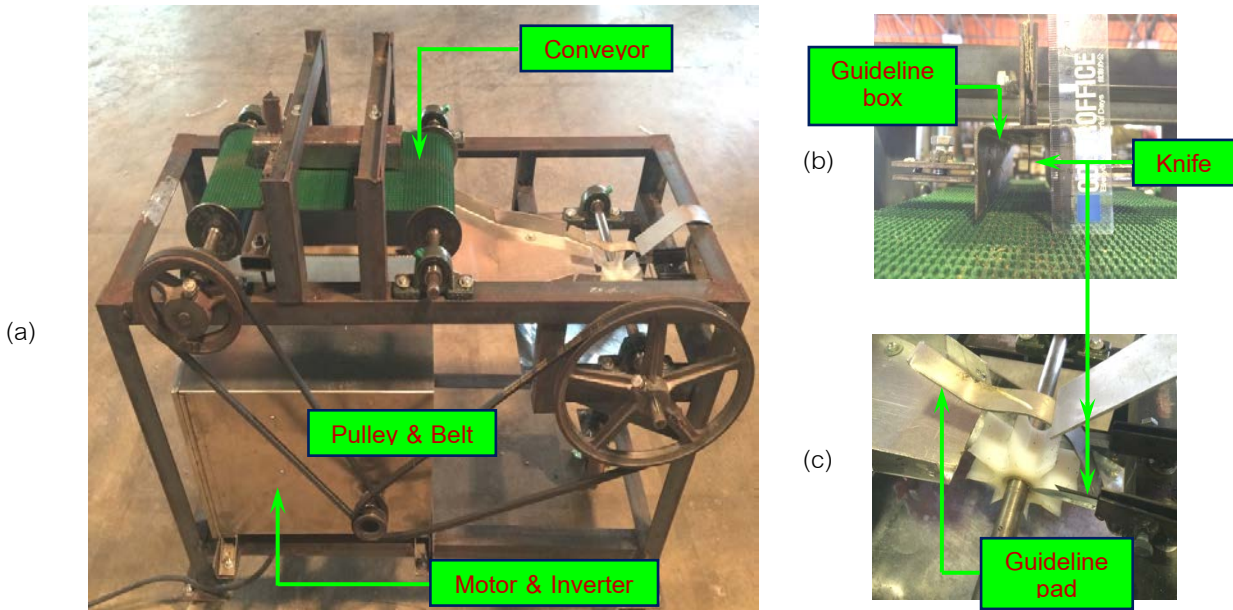 Conveyor
Guideline
box
(b)
Knife
OFFICE
(a)
Pulley & Belt
(c)
Motor & Inverter
Guideline
pad